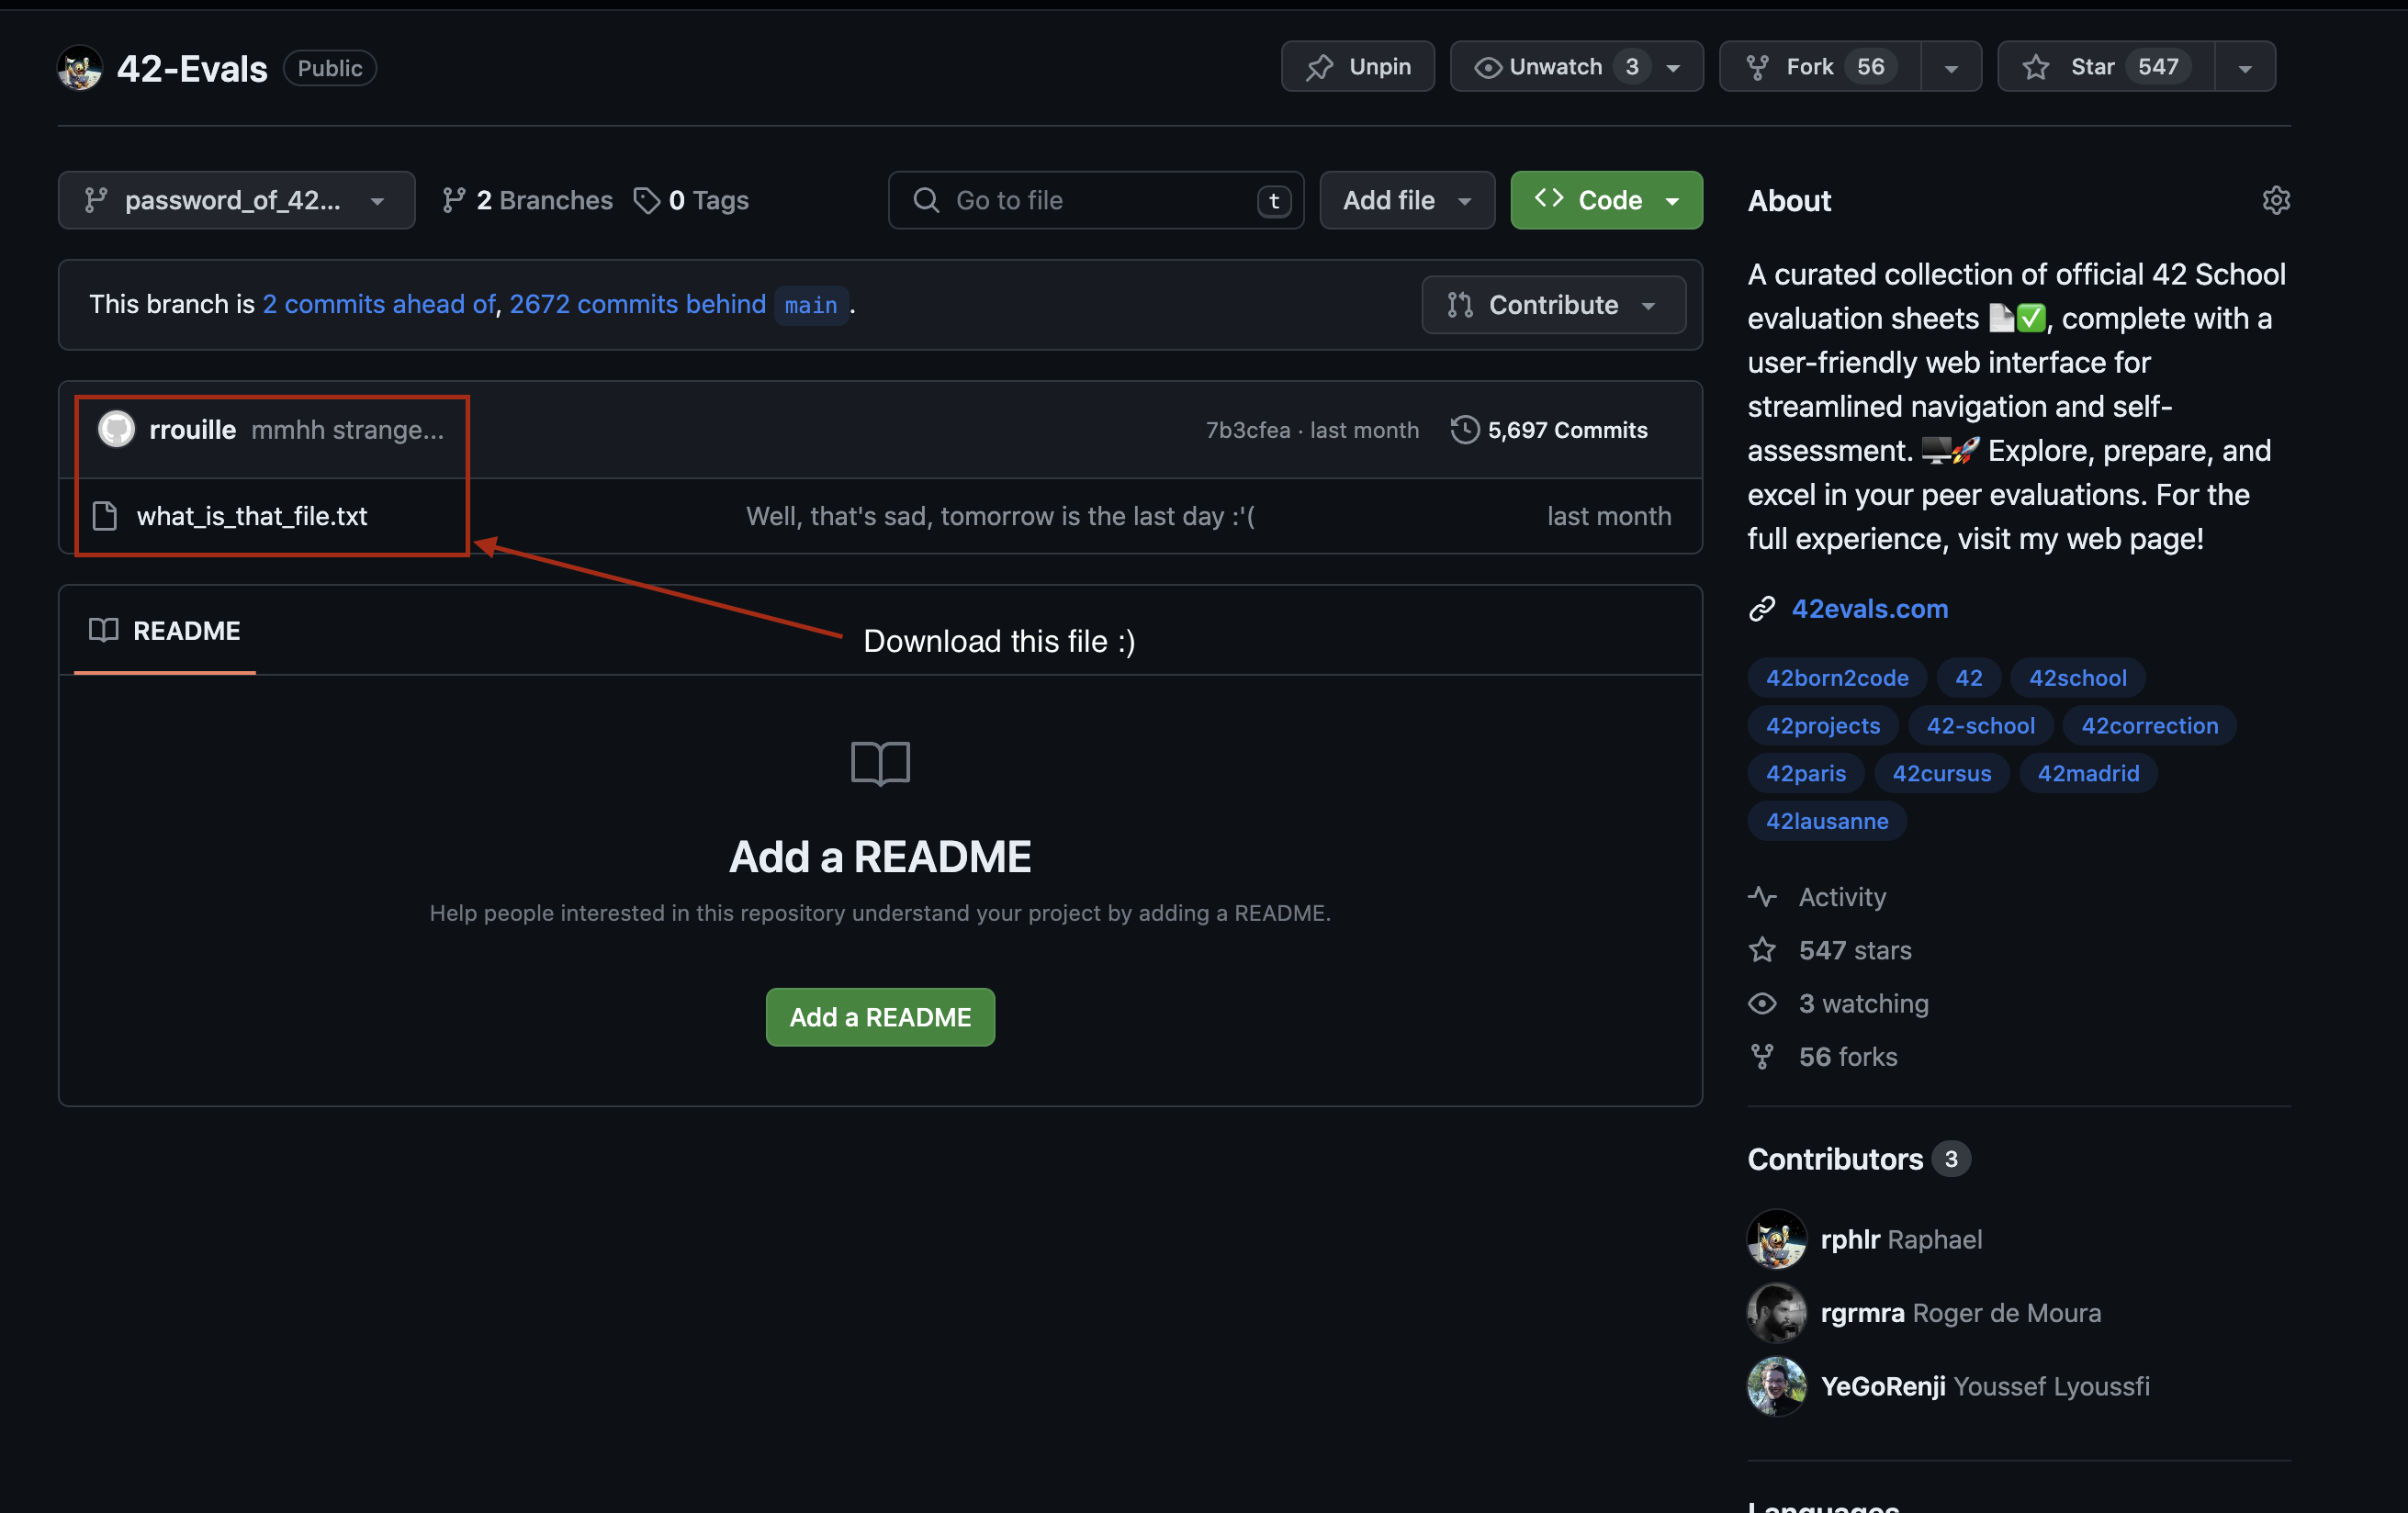 42-Evals Public Unpin Unwatch 3 Fork 56 Star 547
password_of_42... 2 Branches 0 Tags Go to file t Add file Code
This branch is 2 commits ahead of, 2672 commits behind main.
Contribute
rrouille mmhh strange... 7b3cfea · last month 5,697 Commits
what_is_that_file.txt Well, that's sad, tomorrow is the last day :'( last month
README
Download this file :)
Add a README
Help people interested in this repository understand your project by adding a README.
Add a README
About
A curated collection of official 42 School
evaluation sheets 📄✅, complete with a
user-friendly web interface for
streamlined navigation and self-
assessment. 🖥️🚀 Explore, prepare, and
excel in your peer evaluations. For the
full experience, visit my web page!
42evals.com
42born2code 42 42school
42projects 42-school 42correction
42paris 42cursus 42madrid
42lausanne
Activity
547 stars
3 watching
56 forks
Contributors 3
rphlr Raphael
rgrmra Roger de Moura
YeGoRenji Youssef Lyoussfi
Languages